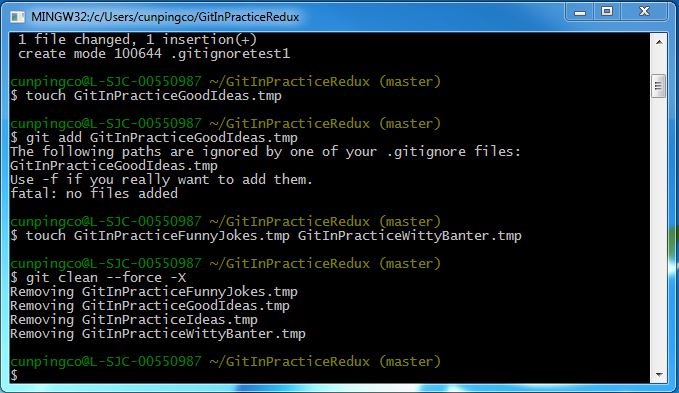 MINGW32:/c/Users/cunpingco/GitInPracticeRedux
1 file changed, 1 insertion(+)
create mode 100644 .gitignoretest1
cunpingco@L-SJC-00550987 ~/GitInPracticeRedux (master)
$ touch GitInPracticeGoodIdeas.tmp
cunpingco@L-SJC-00550987 ~/GitInPracticeRedux (master)
$ git add GitInPracticeGoodIdeas.tmp
The following paths are ignored by one of your .gitignore files:
GitInPracticeGoodIdeas.tmp
Use -f if you really want to add them.
fatal: no files added
cunpingco@L-SJC-00550987 ~/GitInPracticeRedux (master)
$ touch GitInPracticeFunnyJokes.tmp GitInPracticeWittyBanter.tmp
cunpingco@L-SJC-00550987 ~/GitInPracticeRedux (master)
$ git clean --force -X
Removing GitInPracticeFunnyJokes.tmp
Removing GitInPracticeGoodIdeas.tmp
Removing GitInPracticeIdeas.tmp
Removing GitInPracticeWittyBanter.tmp
cunpingco@L-SJC-00550987 ~/GitInPracticeRedux (master)
$